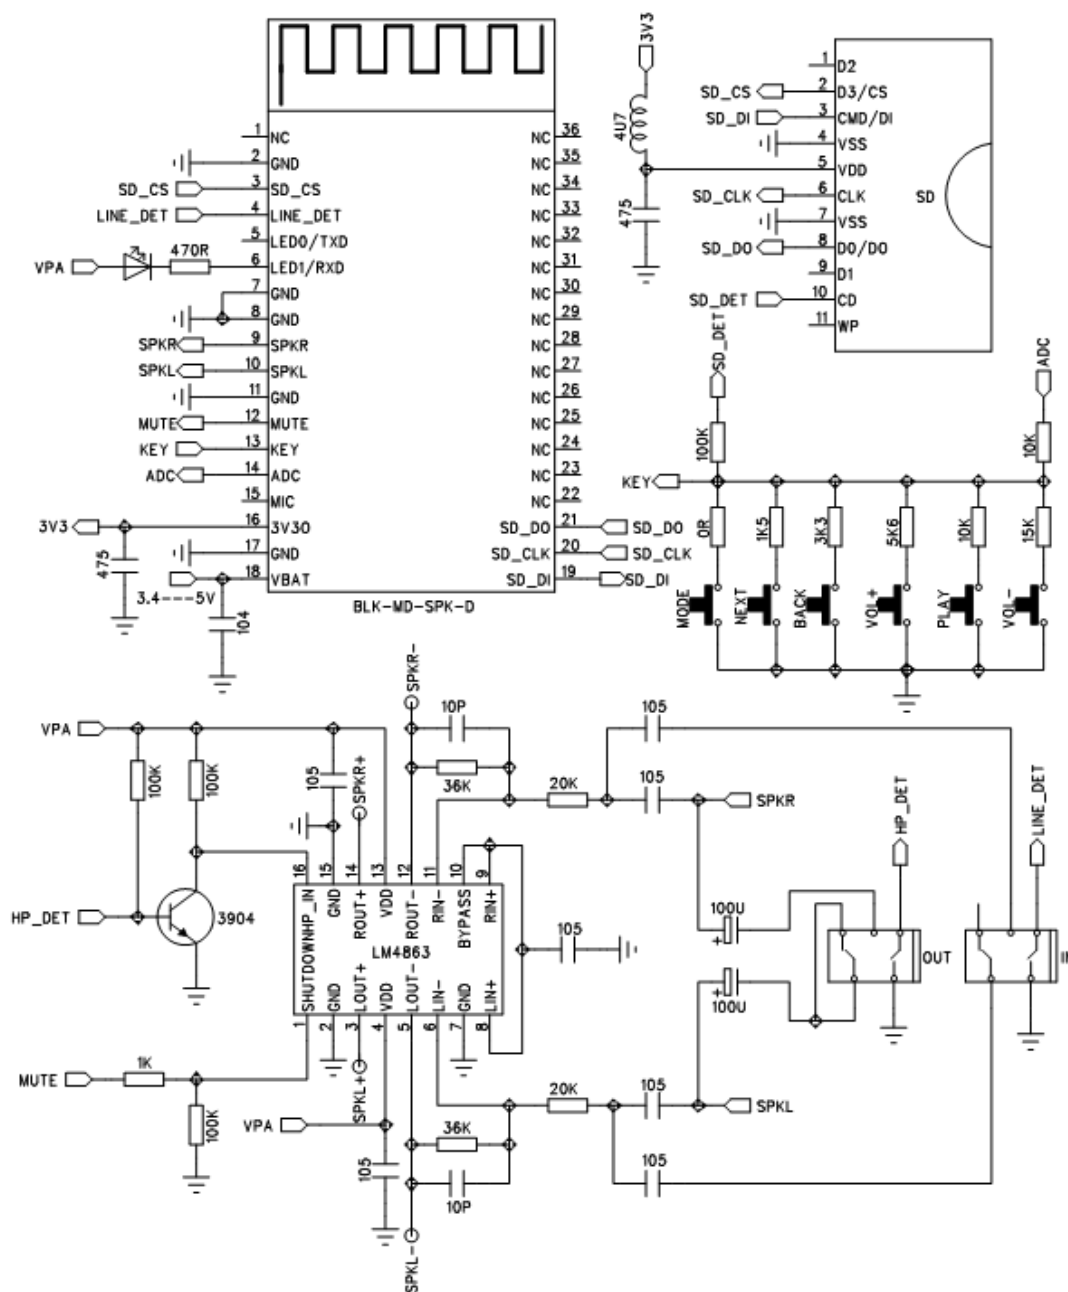 1 NC
2 GND
SD_CS 3 SD_CS
LINE_DET 4 LINE_DET
5 LED0/TXD
VPA 470R 6 LED1/RXD
7 GND
8 GND
SPKR 9 SPKR
SPKL 10 SPKL
11 GND
MUTE 12 MUTE
KEY 13 KEY
ADC 14 ADC
15 MIC
3V3 16 3V3O
475
17 GND
18 VBAT
3.4---5V
104
NC 36
NC 35
NC 34
NC 33
NC 32
NC 31
NC 30
NC 29
NC 28
NC 27
NC 26
NC 25
NC 24
NC 23
NC 22
SD_DO 21 SD_DO
SD_CLK 20 SD_CLK
SD_DI 19 SD_DI
BLK-MD-SPK-D
3V3
4U7
475
1 D2
SD_CS 2 D3/CS
SD_DI 3 CMD/DI
4 VSS
5 VDD
SD_CLK 6 CLK
7 VSS
SD_DO 8 DO/DO
9 D1
SD_DET 10 CD
11 WP
SD
SD_DET
ADC
100K
10K
KEY
0R 1K5 3K3 5K6 10K 15K
MODE NEXT BACK VOL+ PLAY VOL-
SPKR-
VPA
100K 100K 105
SPKR+
10P
36K
105
20K
105
SPKR
HP_DET
LINE_DET
16 15 14 13 12 11 10 9
SHUTDOWNHP_IN GND ROUT+ VDD ROUT- RIN- BYPASS RIN+
HP_DET
3904
LM4863
105
100U
OUT
IN
100U
GND LOUT+ VDD LOUT- LIN- GND LIN+
1 2 3 4 5 6 7 8
MUTE
1K
100K
SPKL+
VPA
105
36K
10P
SPKL-
20K
105
SPKL
105